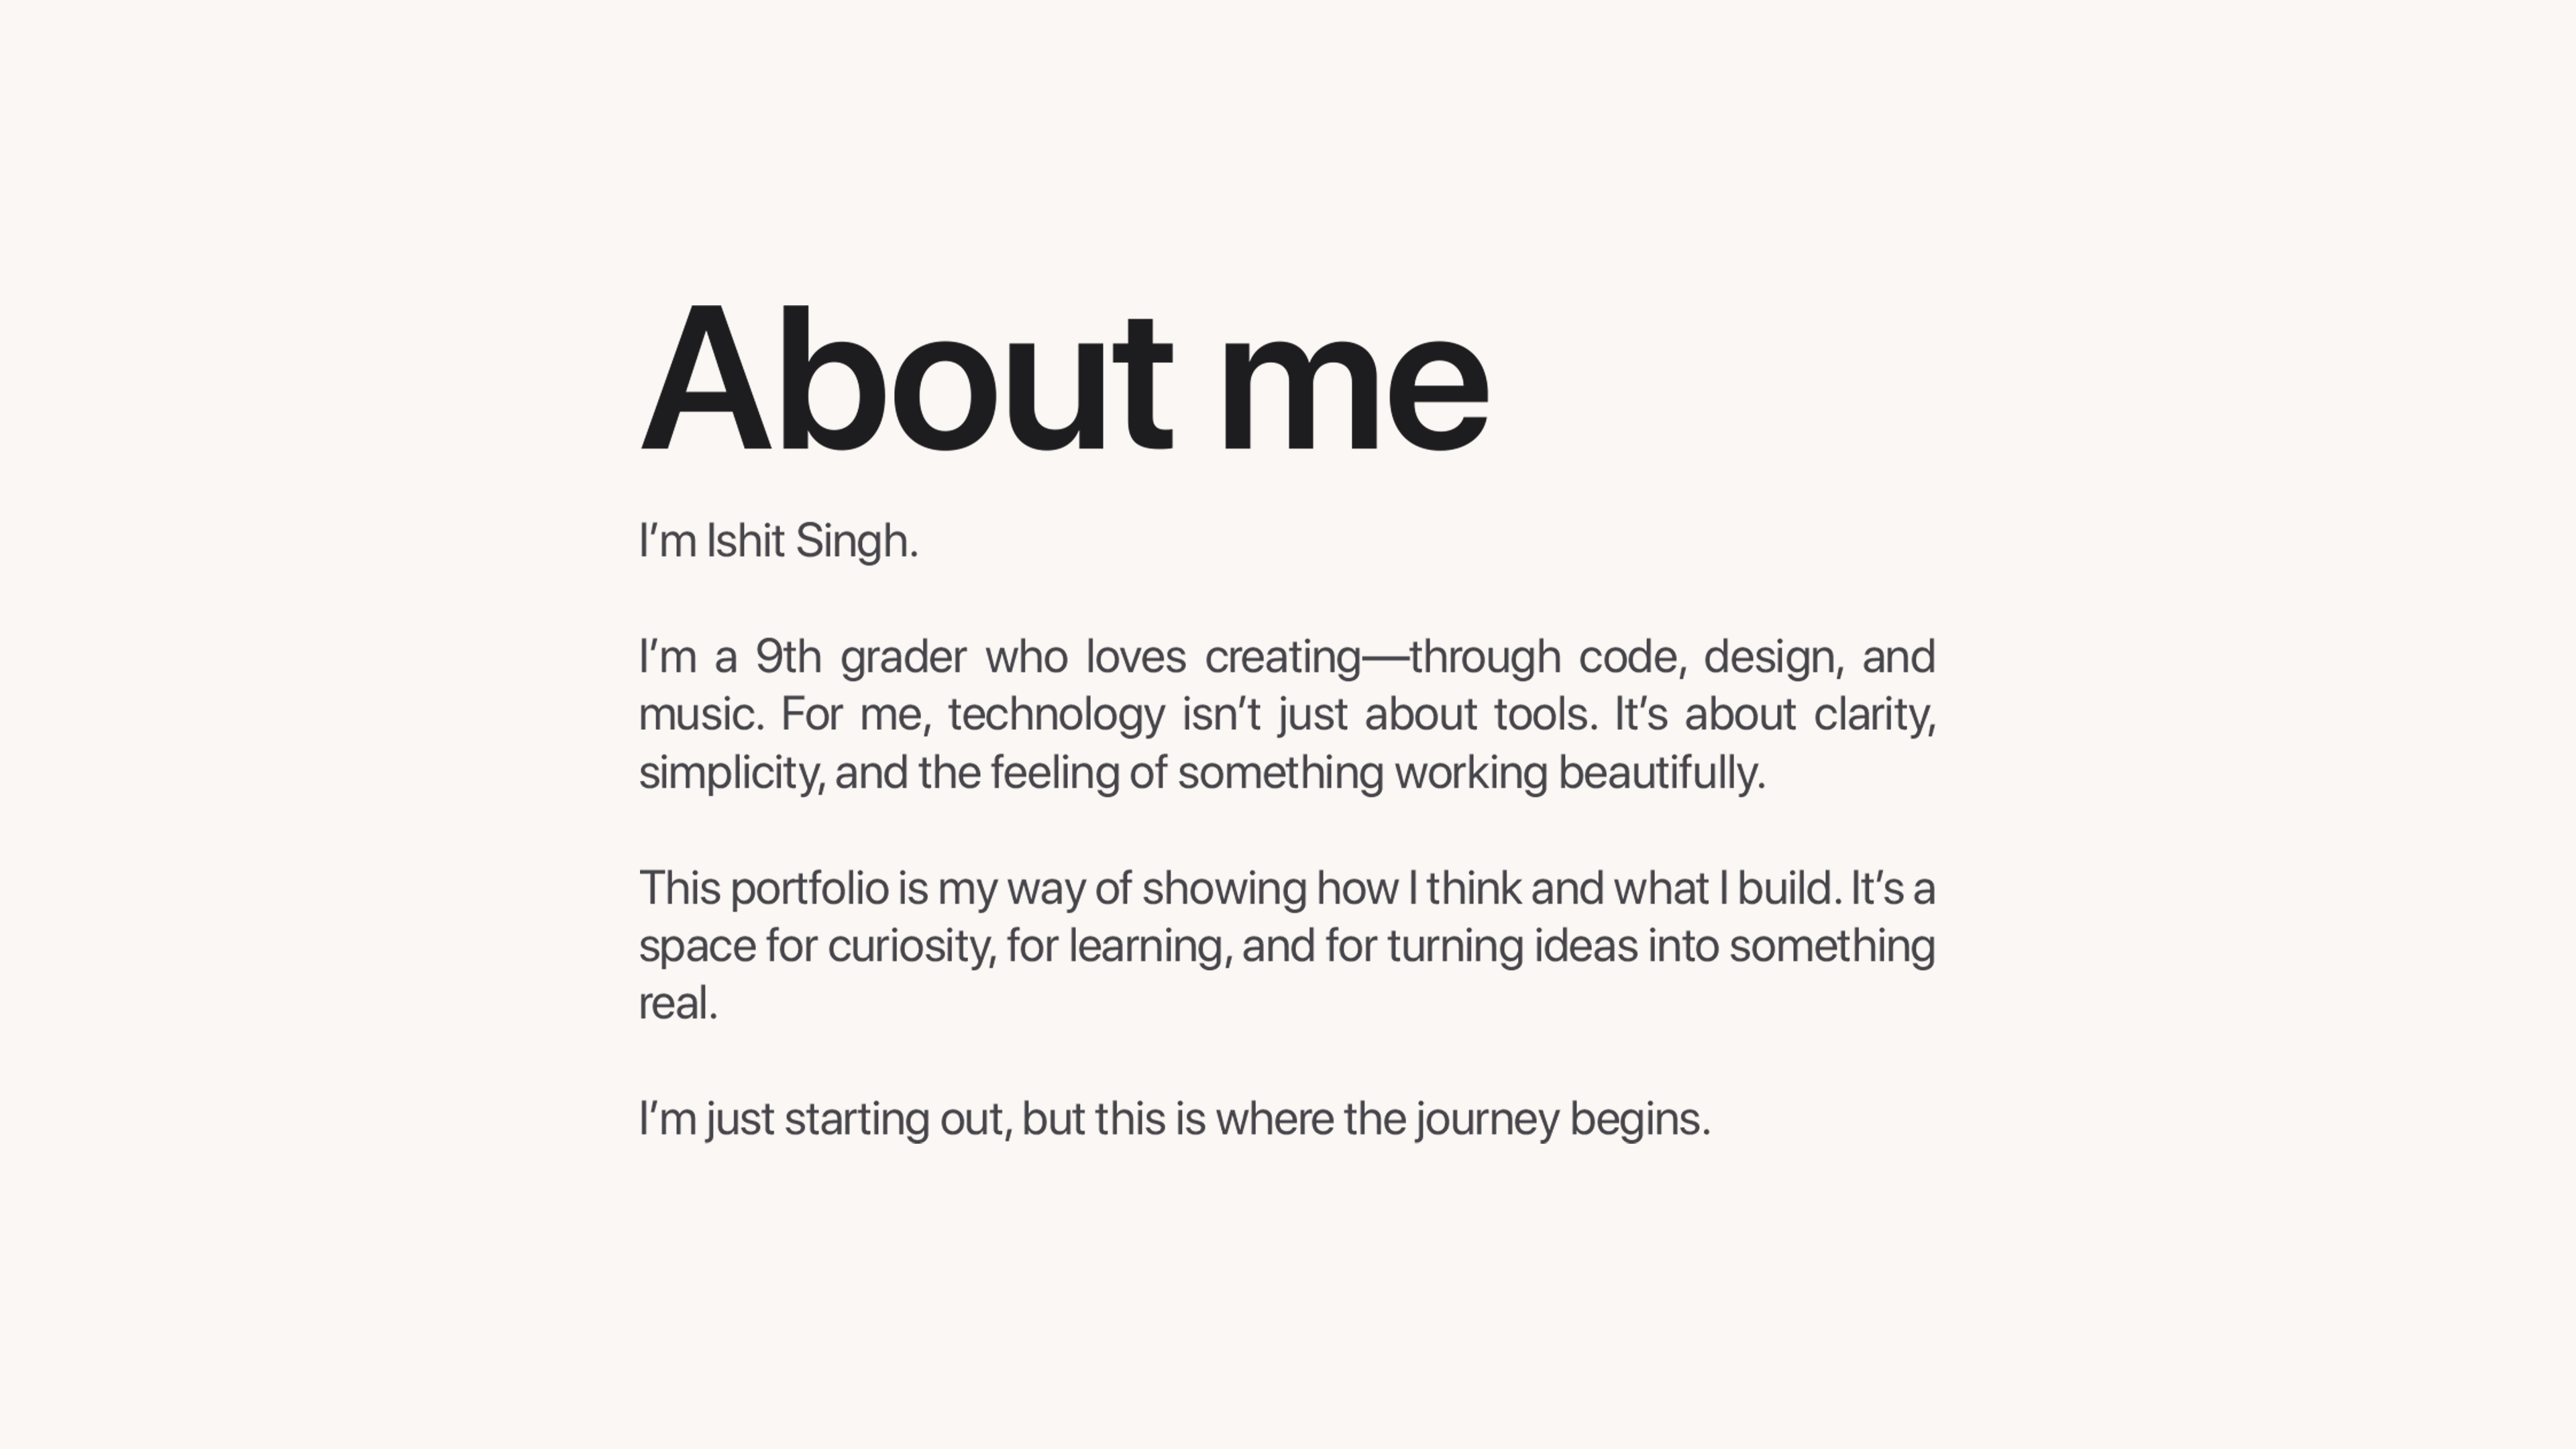 About me
I’m Ishit Singh.
I’m a 9th grader who loves creating—through code, design, and
music. For me, technology isn’t just about tools. It’s about clarity,
simplicity, and the feeling of something working beautifully.
This portfolio is my way of showing how I think and what I build. It’s a
space for curiosity, for learning, and for turning ideas into something
real.
I’m just starting out, but this is where the journey begins.